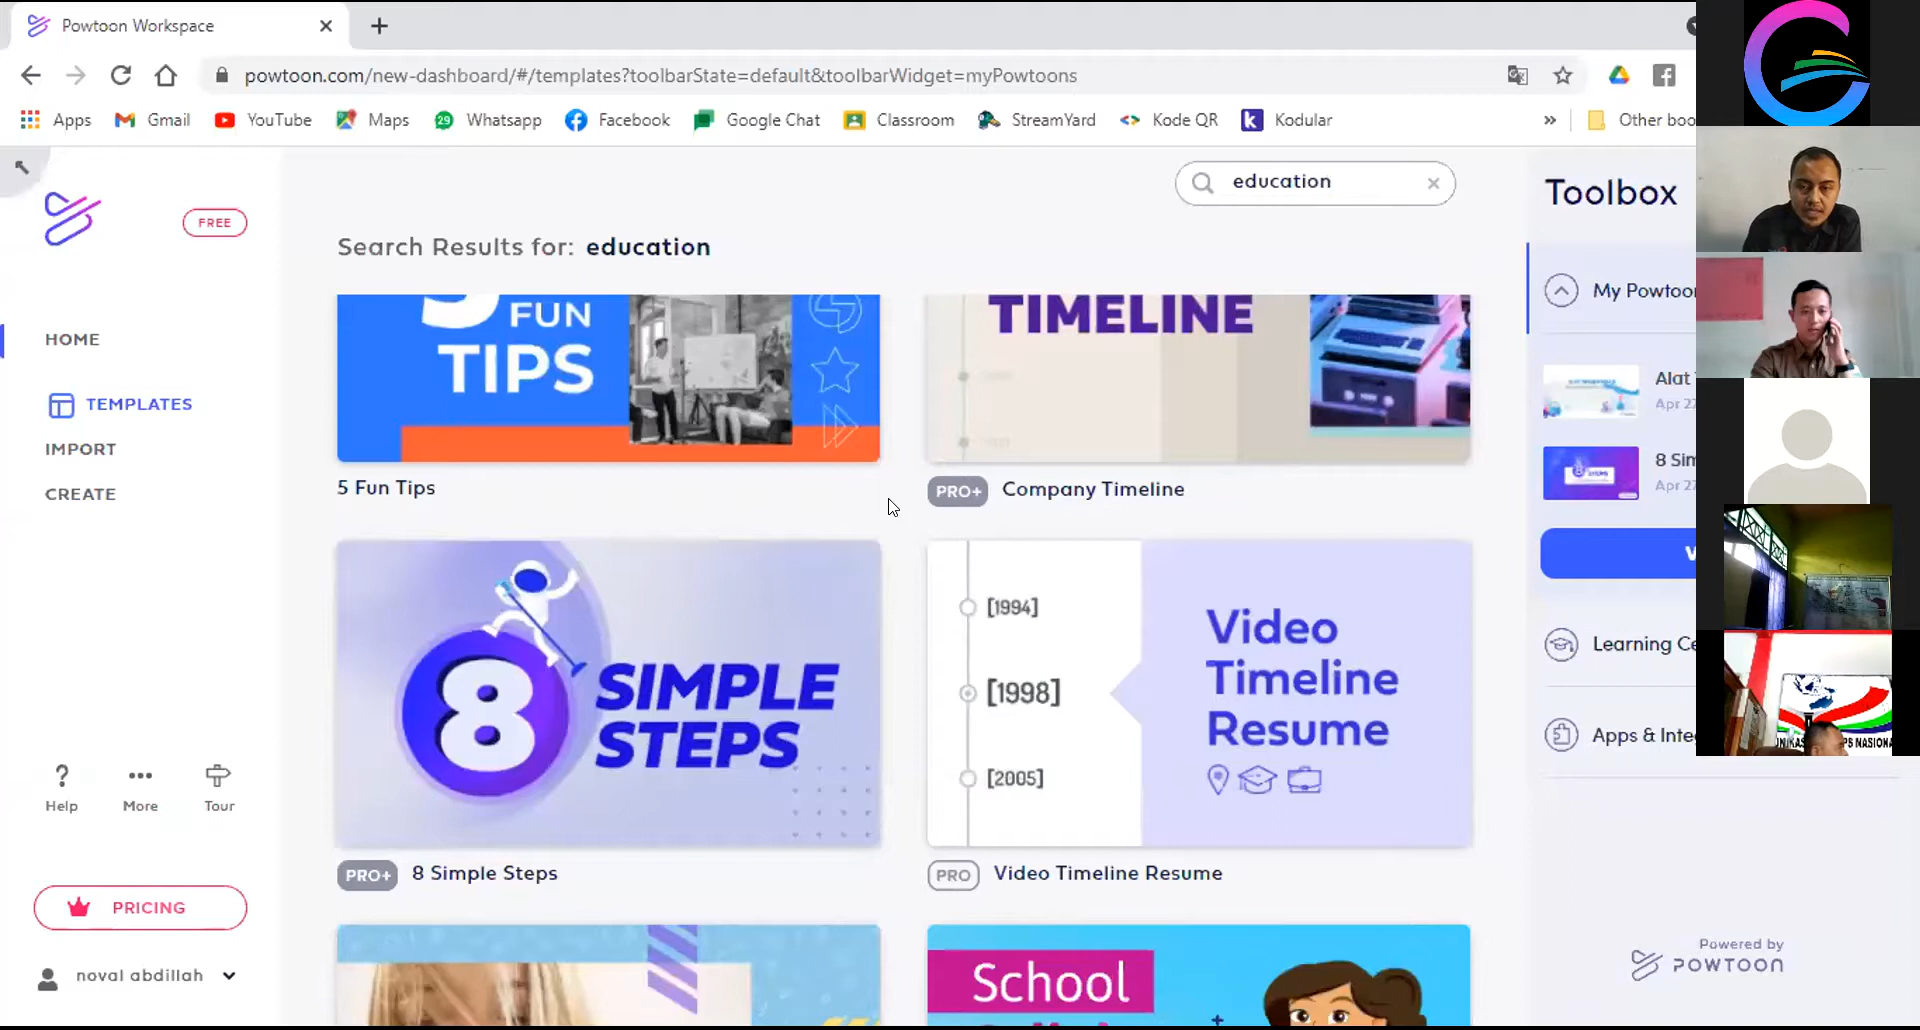 Powtoon Workspace
powtoon.com/new-dashboard/#/templates?toolbarState=default&toolbarWidget=myPowtoons
Apps
Gmail
YouTube
Maps
29
Whatsapp
Facebook
Google Chat
Classroom
StreamYard
Kode QR
Kodular
»
Other boo
education
Toolbox
FREE
Search Results for: education
HOME
TEMPLATES
IMPORT
CREATE
FUN
TIPS
TIMELINE
5 Fun Tips
PRO+ Company Timeline
8
SIMPLE
STEPS
[1994]
[1998]
[2005]
Video
Timeline
Resume
PRO+ 8 Simple Steps
PRO Video Timeline Resume
School
My Powtoo
Alat
Apr 27
8 Sim
Apr 27
Learning Ce
Apps & Inte
Help
More
Tour
PRICING
noval abdillah
Powered by
POWTOON